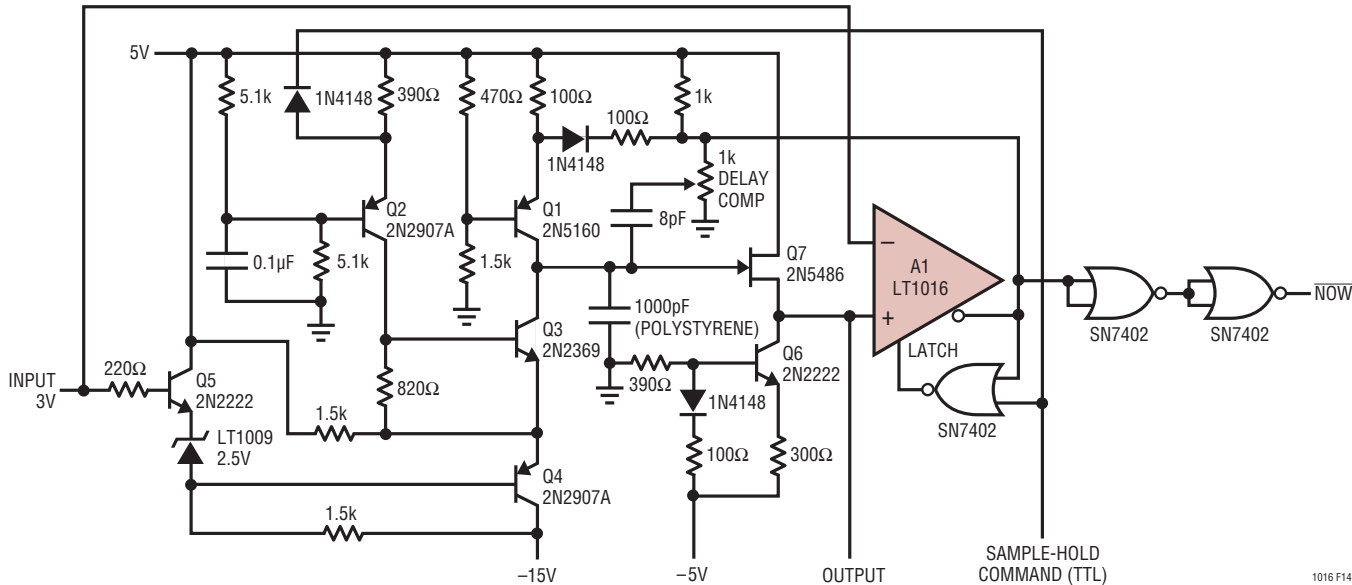 5V
5.1k
1N4148
390Ω
470Ω
100Ω
1k
100Ω
1N4148
1k
DELAY
COMP
8pF
Q2
2N2907A
Q1
2N5160
0.1µF
5.1k
1.5k
Q7
2N5486
A1
LT1016
–
+
LATCH
1000pF
(POLYSTYRENE)
Q3
2N2369
SN7402
SN7402
NOW
INPUT
3V
220Ω
Q5
2N2222
820Ω
390Ω
Q6
2N2222
1N4148
SN7402
LT1009
2.5V
1.5k
100Ω
300Ω
Q4
2N2907A
1.5k
–15V
–5V
OUTPUT
SAMPLE-HOLD
COMMAND (TTL)
1016 F14